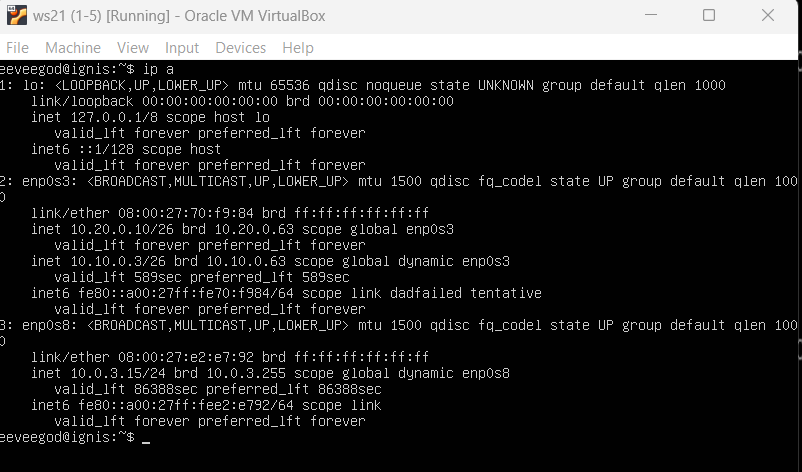 ws21 (1-5) [Running] - Oracle VM VirtualBox
File Machine View Input Devices Help
eeveegod@ignis:~$ ip a
1: lo: <LOOPBACK,UP,LOWER_UP> mtu 65536 qdisc noqueue state UNKNOWN group default qlen 1000
    link/loopback 00:00:00:00:00:00 brd 00:00:00:00:00:00
    inet 127.0.0.1/8 scope host lo
       valid_lft forever preferred_lft forever
    inet6 ::1/128 scope host
       valid_lft forever preferred_lft forever
2: enp0s3: <BROADCAST,MULTICAST,UP,LOWER_UP> mtu 1500 qdisc fq_codel state UP group default qlen 100
0
    link/ether 08:00:27:70:f9:84 brd ff:ff:ff:ff:ff:ff
    inet 10.20.0.10/26 brd 10.20.0.63 scope global enp0s3
       valid_lft forever preferred_lft forever
    inet 10.10.0.3/26 brd 10.10.0.63 scope global dynamic enp0s3
       valid_lft 589sec preferred_lft 589sec
    inet6 fe80::a00:27ff:fe70:f984/64 scope link dadfailed tentative
       valid_lft forever preferred_lft forever
3: enp0s8: <BROADCAST,MULTICAST,UP,LOWER_UP> mtu 1500 qdisc fq_codel state UP group default qlen 100
0
    link/ether 08:00:27:e2:e7:92 brd ff:ff:ff:ff:ff:ff
    inet 10.0.3.15/24 brd 10.0.3.255 scope global dynamic enp0s8
       valid_lft 86388sec preferred_lft 86388sec
    inet6 fe80::a00:27ff:fee2:e792/64 scope link
       valid_lft forever preferred_lft forever
eeveegod@ignis:~$ _